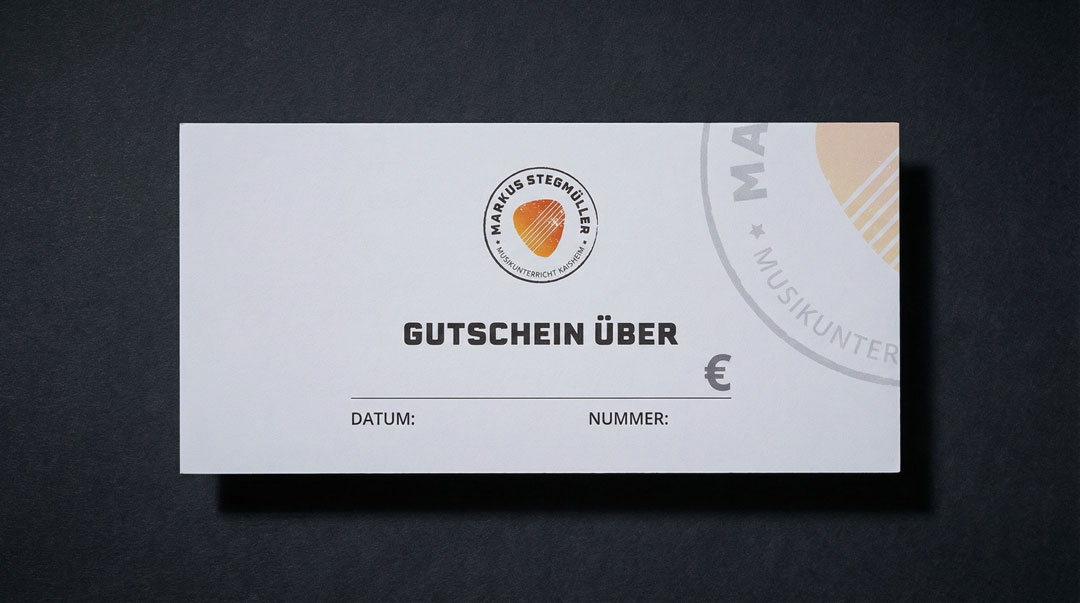 MARKUS STEGMÜLLER
★ MUSIKUNTERRICHT KAISHEIM ★
GUTSCHEIN ÜBER
€
DATUM:
NUMMER:
MA
★ MUSIKUNTER